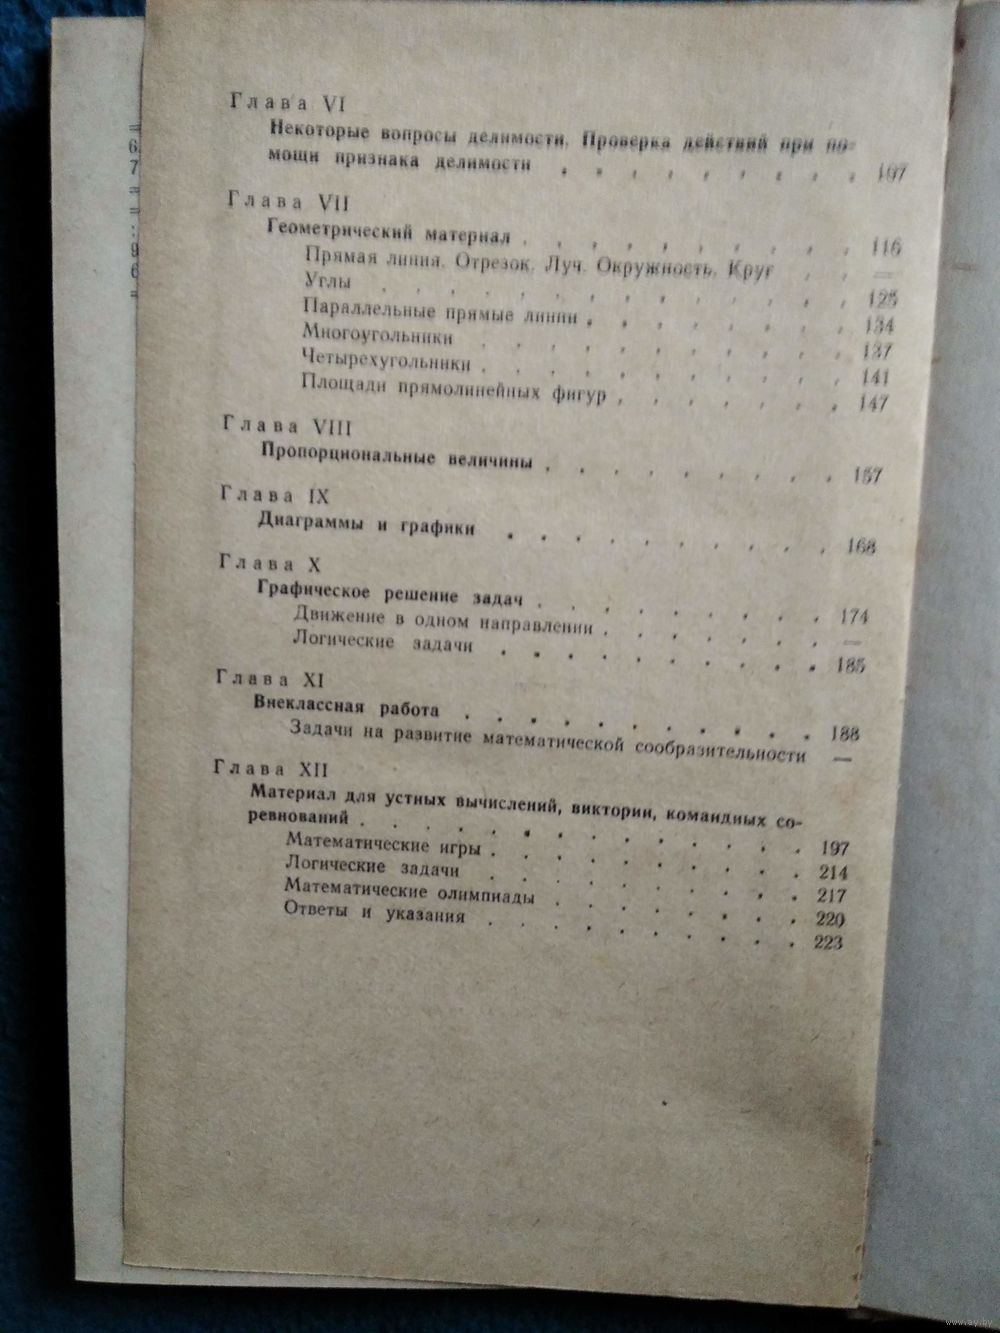 Глава VI
Некоторые вопросы делимости. Проверка действий при по-
мощи признака делимости . . . . . . . . . 107
Глава VII
Геометрический материал . . . . . . . . . . 116
Прямая линия. Отрезок. Луч. Окружность. Круг . . —
Углы . . . . . . . . . . . . . . 125
Параллельные прямые линии . . . . . . . . 134
Многоугольники . . . . . . . . . . . 137
Четырехугольники . . . . . . . . . . . 141
Площади прямолинейных фигур . . . . . . . 147
Глава VIII
Пропорциональные величины . . . . . . . . . 157
Глава IX
Диаграммы и графики . . . . . . . . . . 168
Глава X
Графическое решение задач . . . . . . . . . 174
Движение в одном направлении . . . . . . . —
Логические задачи . . . . . . . . . . 185
Глава XI
Внеклассная работа . . . . . . . . . . . 188
Задачи на развитие математической сообразительности —
Глава XII
Материал для устных вычислений, виктории, командных со-
ревнований . . . . . . . . . . . . . . 197
Математические игры . . . . . . . . . . 214
Логические задачи . . . . . . . . . . 217
Математические олимпиады . . . . . . . . 220
Ответы и указания . . . . . . . . . . 223
www.ay.by